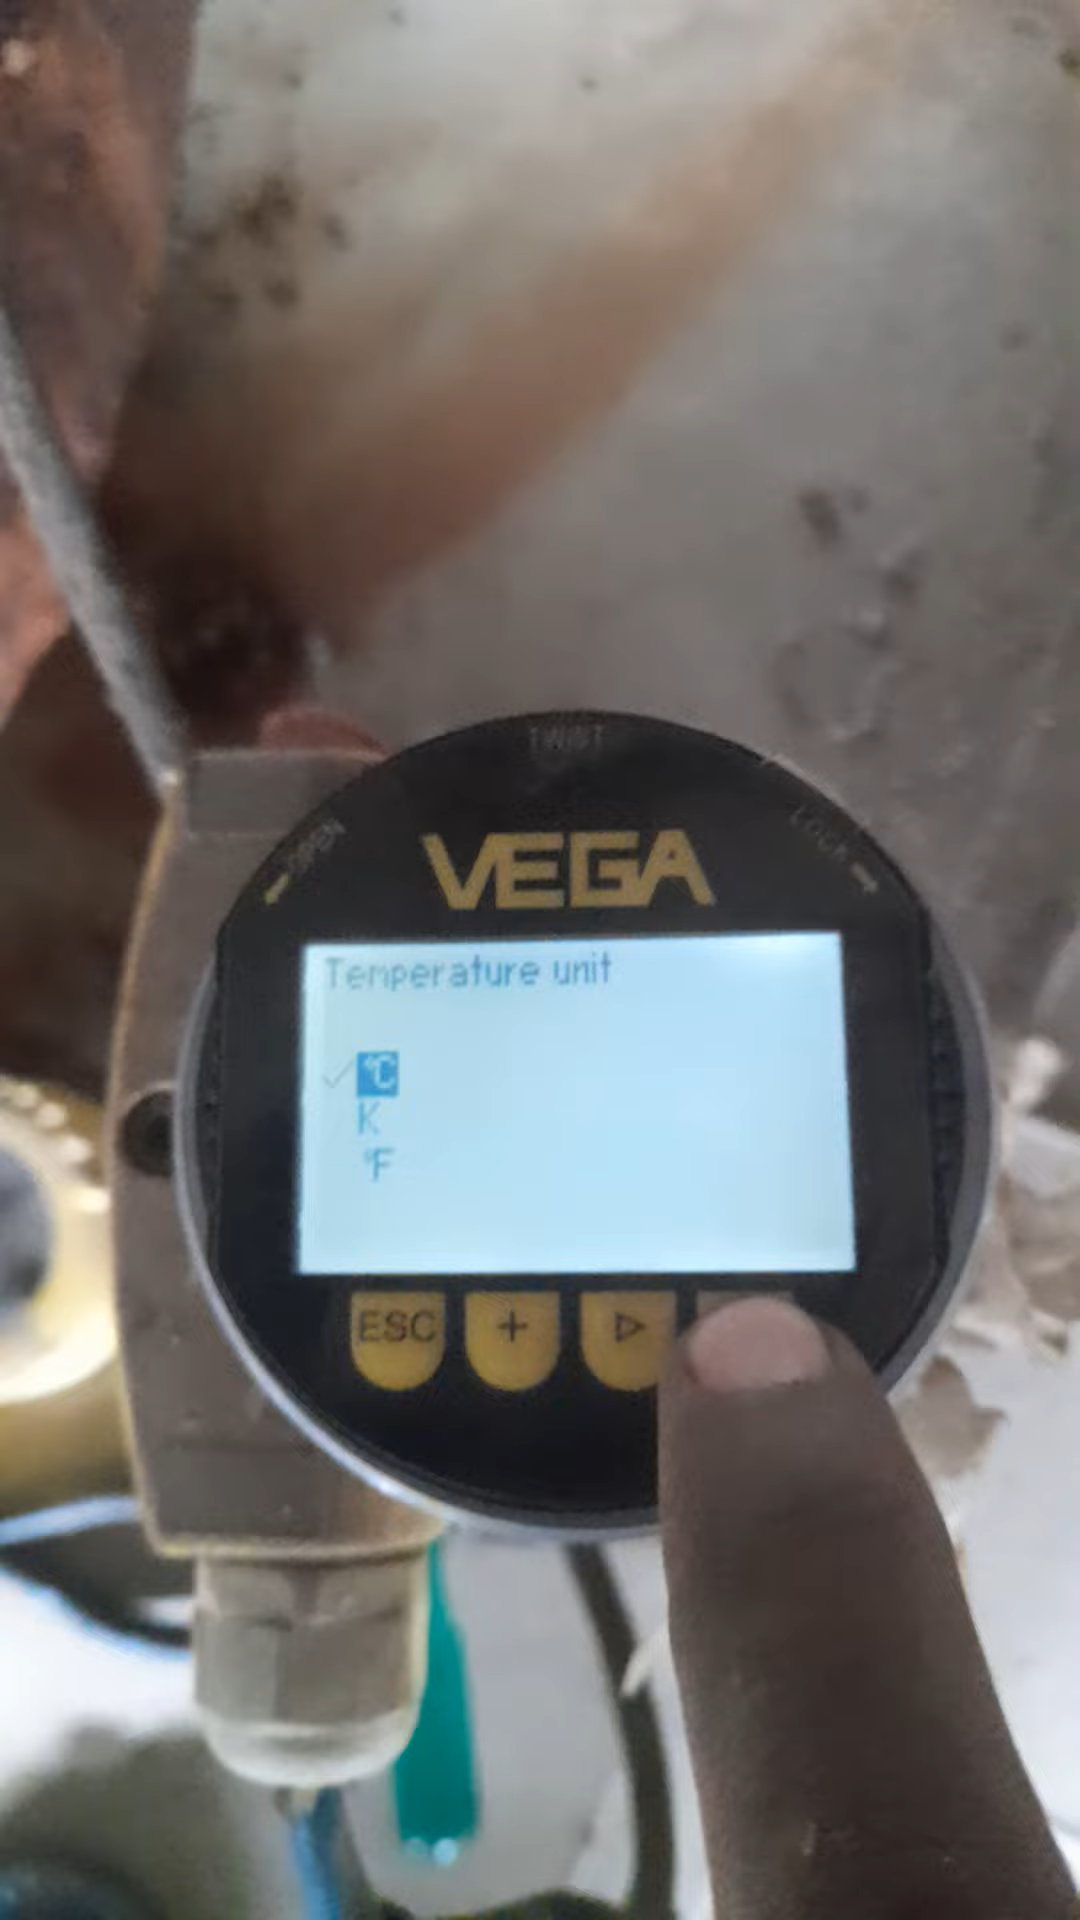 TWIST
OPEN
LOCK
VEGA
Temperature unit
°C
K
°F
ESC + ▷